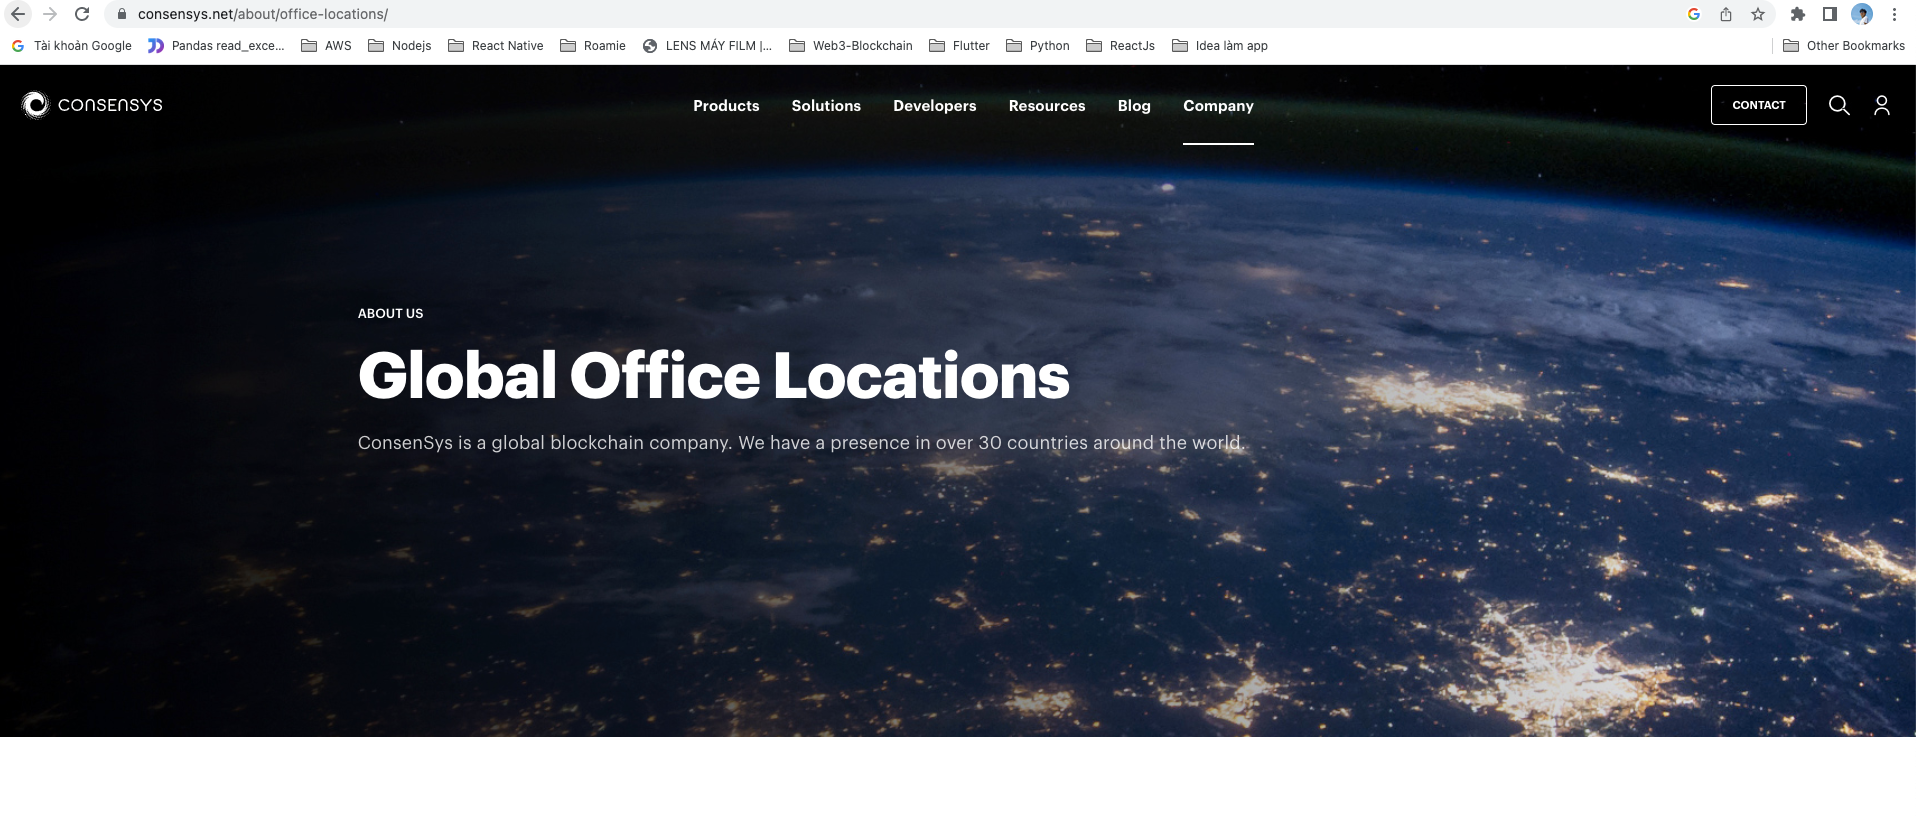 consensys.net/about/office-locations/
Tài khoản Google Pandas read_exce... AWS Nodejs React Native Roamie LENS MÁY FILM |... Web3-Blockchain Flutter Python ReactJs Idea làm app Other Bookmarks
CONSENSYS Products Solutions Developers Resources Blog Company CONTACT
ABOUT US
Global Office Locations
ConsenSys is a global blockchain company. We have a presence in over 30 countries around the world.